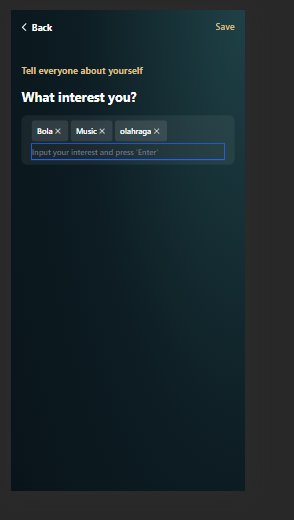 Back Save
Tell everyone about yourself
What interest you?
Bola × Music × olahraga ×
Input your interest and press 'Enter'